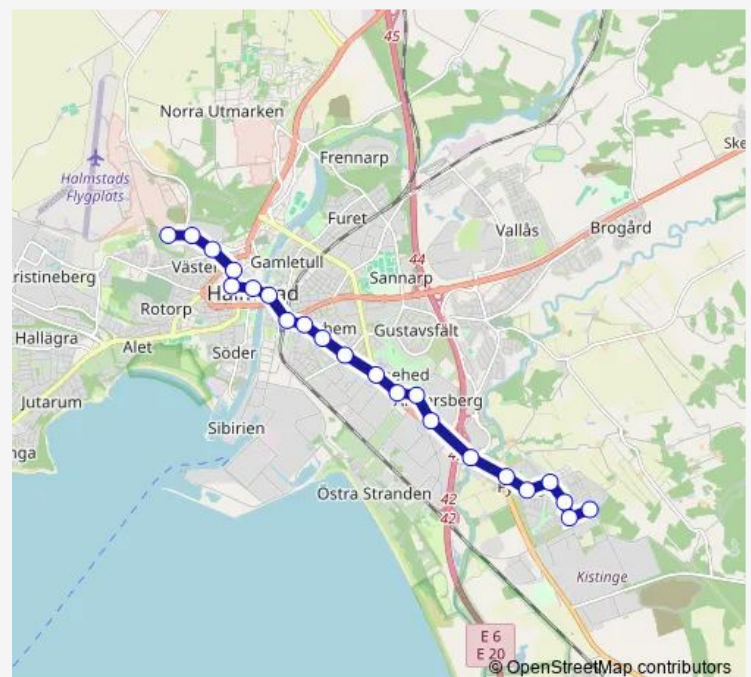 45
Norra Utmarken
Frennarp
Ske
Halmstads
Flygplats
Furet
Vallås
Brogård
44
Gamletull
Väster
ristineberg
Sannarp
Rotorp
Hallägra
Gustavsfält
Alet
Söder
Jutarum
Sibirien
nga
Östra Stranden
42
42
Kistinge
E 6
E 20
© OpenStreetMap contributors